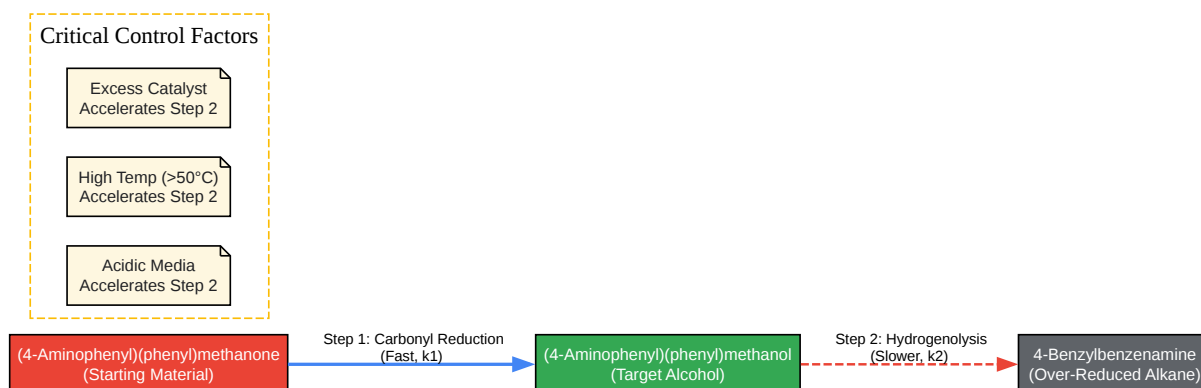 Critical Control Factors
Excess Catalyst
Accelerates Step 2
High Temp (>50°C)
Accelerates Step 2
Acidic Media
Accelerates Step 2
(4-Aminophenyl)(phenyl)methanone
(Starting Material)
Step 1: Carbonyl Reduction
(Fast, k1)
(4-Aminophenyl)(phenyl)methanol
(Target Alcohol)
Step 2: Hydrogenolysis
(Slower, k2)
4-Benzylbenzenamine
(Over-Reduced Alkane)